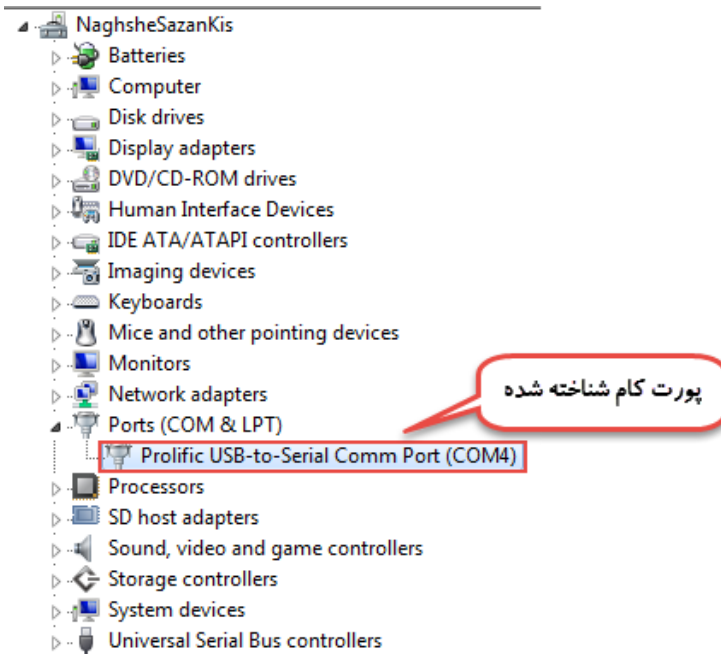 NaghsheSazanKis
Batteries
Computer
Disk drives
Display adapters
DVD/CD-ROM drives
Human Interface Devices
IDE ATA/ATAPI controllers
Imaging devices
Keyboards
Mice and other pointing devices
Monitors
Network adapters
پورت کام شناخته شده
Ports (COM & LPT)
Prolific USB-to-Serial Comm Port (COM4)
Processors
SD host adapters
Sound, video and game controllers
Storage controllers
System devices
Universal Serial Bus controllers